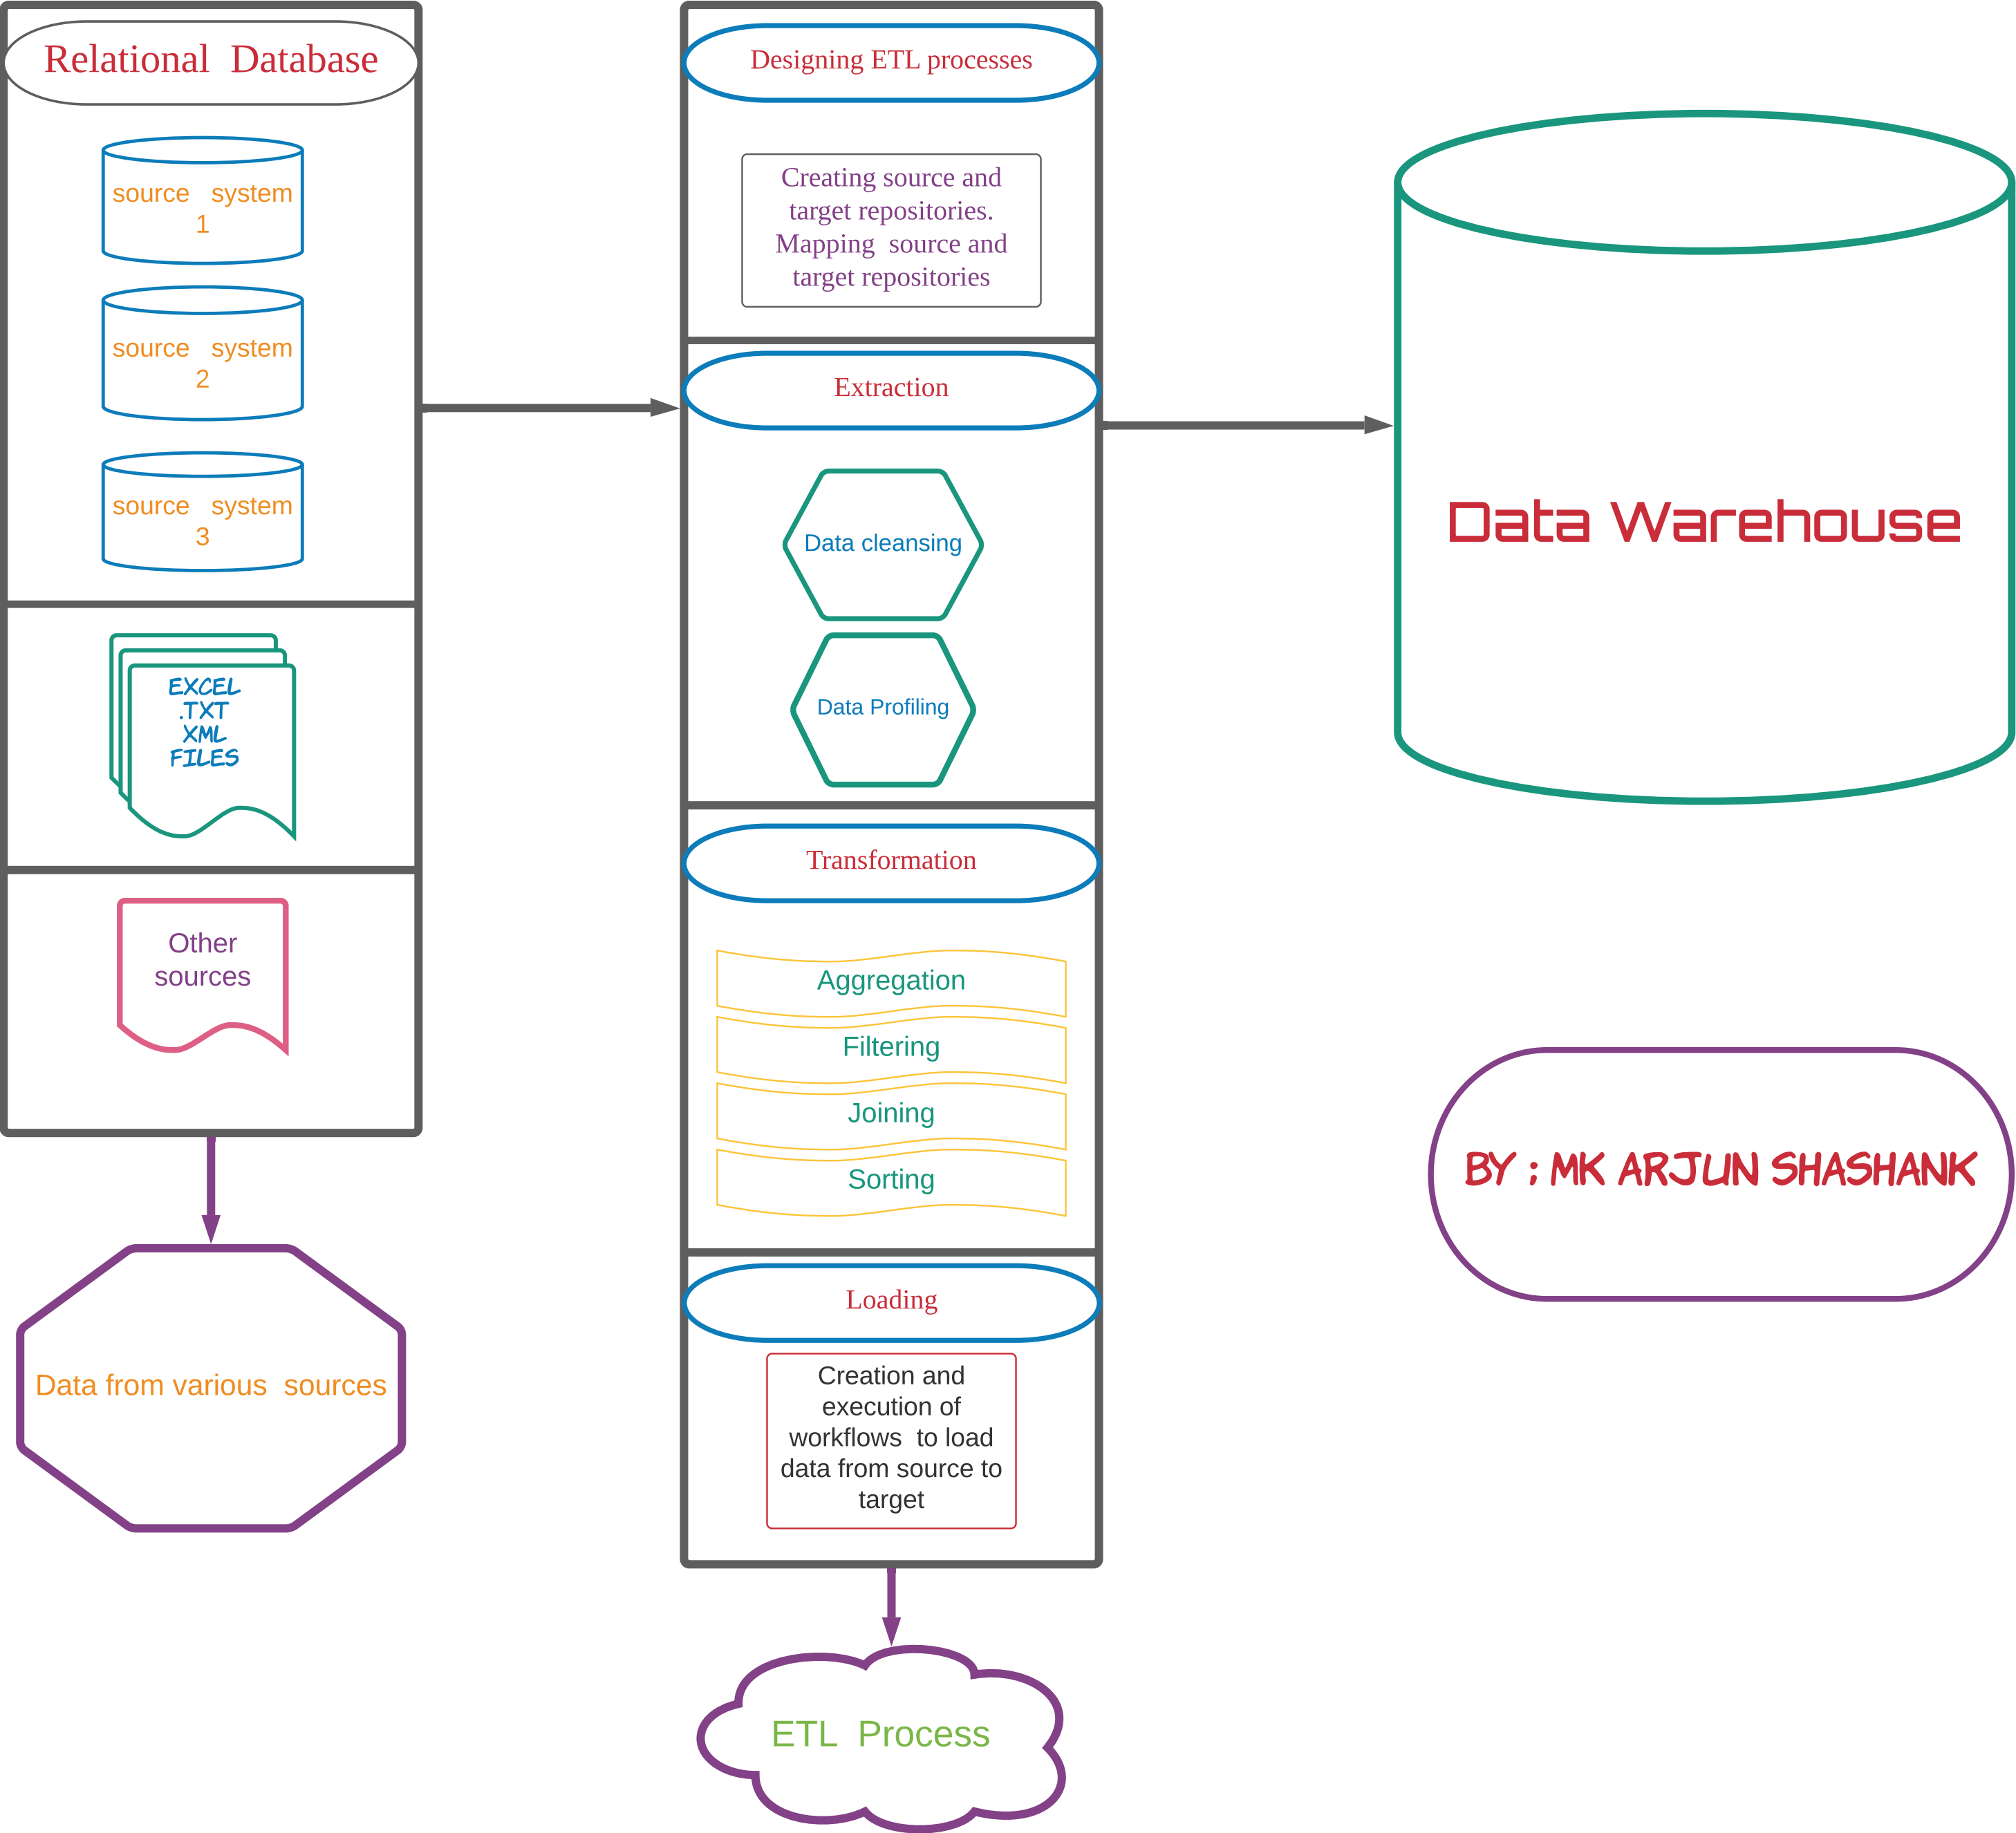 Relational Database
source system
1
source system
2
source system
3
EXCEL
.TXT
XML
FILES
Other
sources
Data from various sources
Designing ETL processes
Creating source and
target repositories.
Mapping source and
target repositories
Extraction
Data cleansing
Data Profiling
Transformation
Aggregation
Filtering
Joining
Sorting
Loading
Creation and
execution of
workflows to load
data from source to
target
ETL Process
Data Warehouse
BY ; MK ARJUN SHASHANK